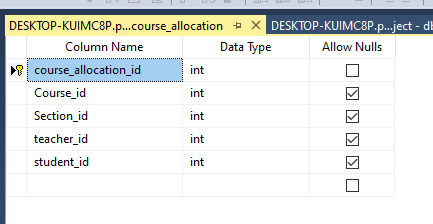 DESKTOP-KUIMC8P.p...course_allocation DESKTOP-KUIMC8P.p...ject - db
Column Name Data Type Allow Nulls
course_allocation_id int
Course_id int
Section_id int
teacher_id int
student_id int